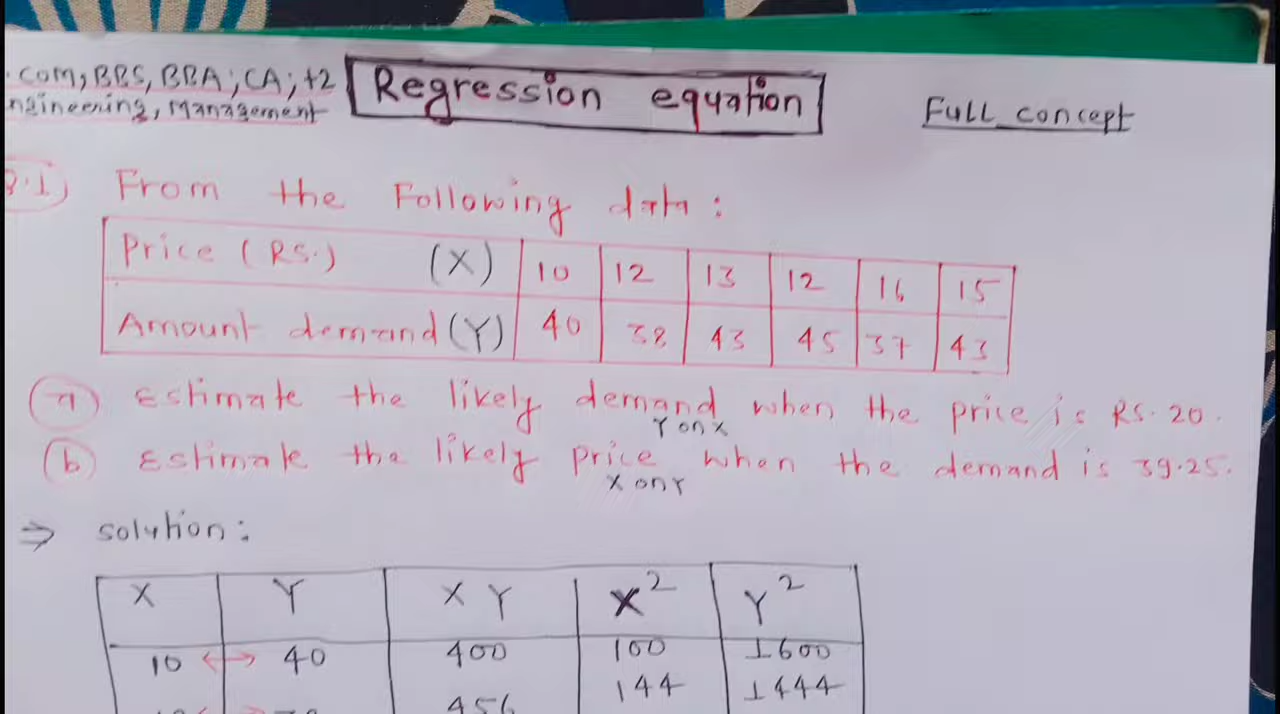 com, BBS, BBA, CA, +2
Engineering, Management
Regression equation
Full concept
From the Following data:
Price (RS.) (X) 10 12 13 12 16 15
Amount demand (Y) 40 38 43 45 37 43
(a) Estimate the likely demand when the price is RS. 20.
Y on X
(b) Estimate the likely price when the demand is 39.25.
X on Y
⇒ solution:
X Y XY X² Y²
10 ↔ 40 400 100 1600
456 144 1444